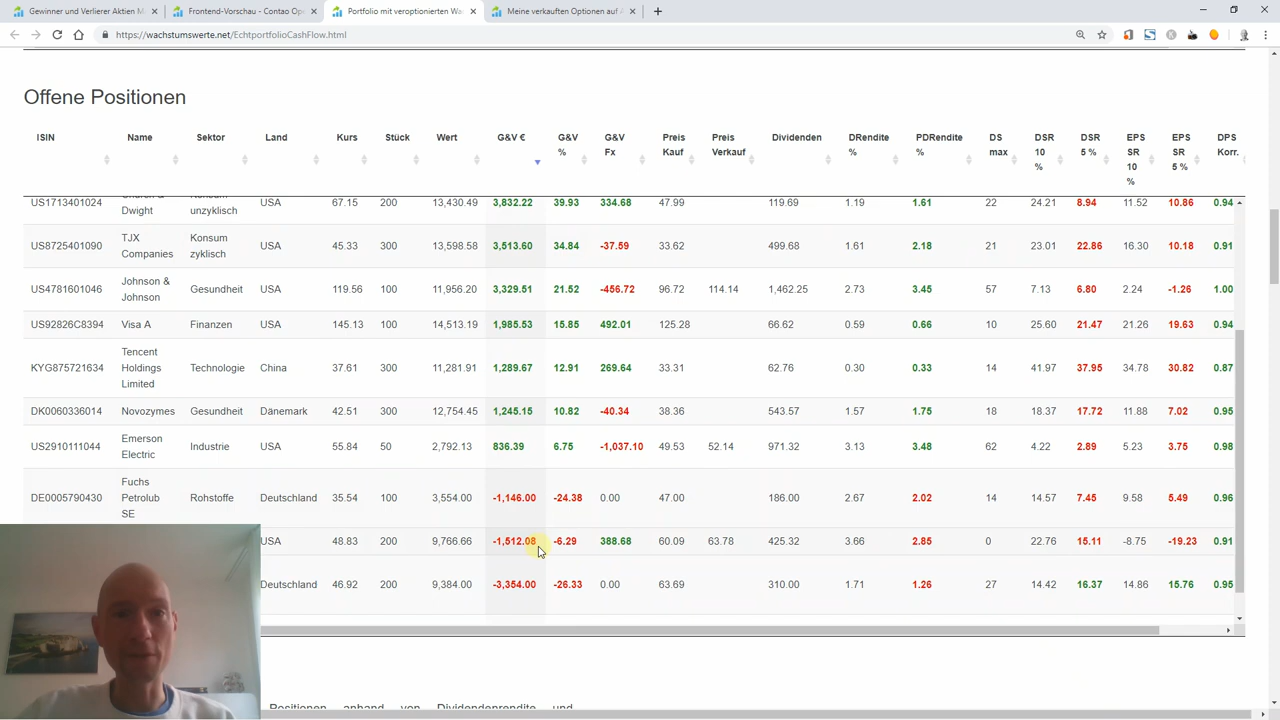 Gewinner und Verlierer Aktien M
Frontend-Vorschau - Contao Ope
Portfolio mit veroptionierten Wa
Meine verkauften Optionen auf A
https://wachstumswerte.net/EchtportfolioCashFlow.html
Offene Positionen
ISIN Name Sektor Land Kurs Stück Wert G&V € G&V % G&V Fx Preis Kauf Preis Verkauf Dividenden DRendite % PDRendite % DS max DSR 10 % DSR 5 % EPS SR 10 % EPS SR 5 % DPS Korr.
US1713401024 Dwight unzyklisch USA 67.15 200 13,430.49 3,832.22 39.93 334.68 47.99 119.69 1.19 1.61 22 24.21 8.94 11.52 10.86 0.94
US8725401090 TJX Companies Konsum zyklisch USA 45.33 300 13,598.58 3,513.60 34.84 -37.59 33.62 499.68 1.61 2.18 21 23.01 22.86 16.30 10.18 0.91
US4781601046 Johnson & Johnson Gesundheit USA 119.56 100 11,956.20 3,329.51 21.52 -456.72 96.72 114.14 1,462.25 2.73 3.45 57 7.13 6.80 2.24 -1.26 1.00
US92826C8394 Visa A Finanzen USA 145.13 100 14,513.19 1,985.53 15.85 492.01 125.28 66.62 0.59 0.66 10 25.60 21.47 21.26 19.63 0.94
KYG875721634 Tencent Holdings Limited Technologie China 37.61 300 11,281.91 1,289.67 12.91 269.64 33.31 62.76 0.30 0.33 14 41.97 37.95 34.78 30.82 0.87
DK0060336014 Novozymes Gesundheit Dänemark 42.51 300 12,754.45 1,245.15 10.82 -40.34 38.36 543.57 1.57 1.75 18 18.37 17.72 11.88 7.02 0.95
US2910111044 Emerson Electric Industrie USA 55.84 50 2,792.13 836.39 6.75 -1,037.10 49.53 52.14 971.32 3.13 3.48 62 4.22 2.89 5.23 3.75 0.98
DE0005790430 Fuchs Petrolub SE Rohstoffe Deutschland 35.54 100 3,554.00 -1,146.00 -24.38 0.00 47.00 186.00 2.67 2.02 14 14.57 7.45 9.58 5.49 0.96
USA 48.83 200 9,766.66 -1,512.08 -6.29 388.68 60.09 63.78 425.32 3.66 2.85 0 22.76 15.11 -8.75 -19.23 0.91
Deutschland 46.92 200 9,384.00 -3,354.00 -26.33 0.00 63.69 310.00 1.71 1.26 27 14.42 16.37 14.86 15.76 0.95
Positionen anhand von Dividendenrendite und